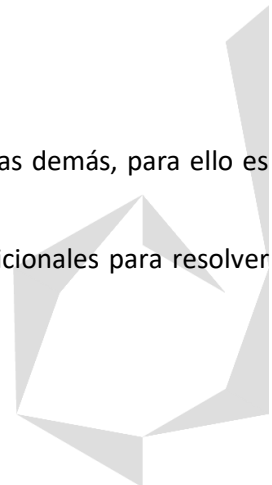 as demás, para ello es
icionales para resolver